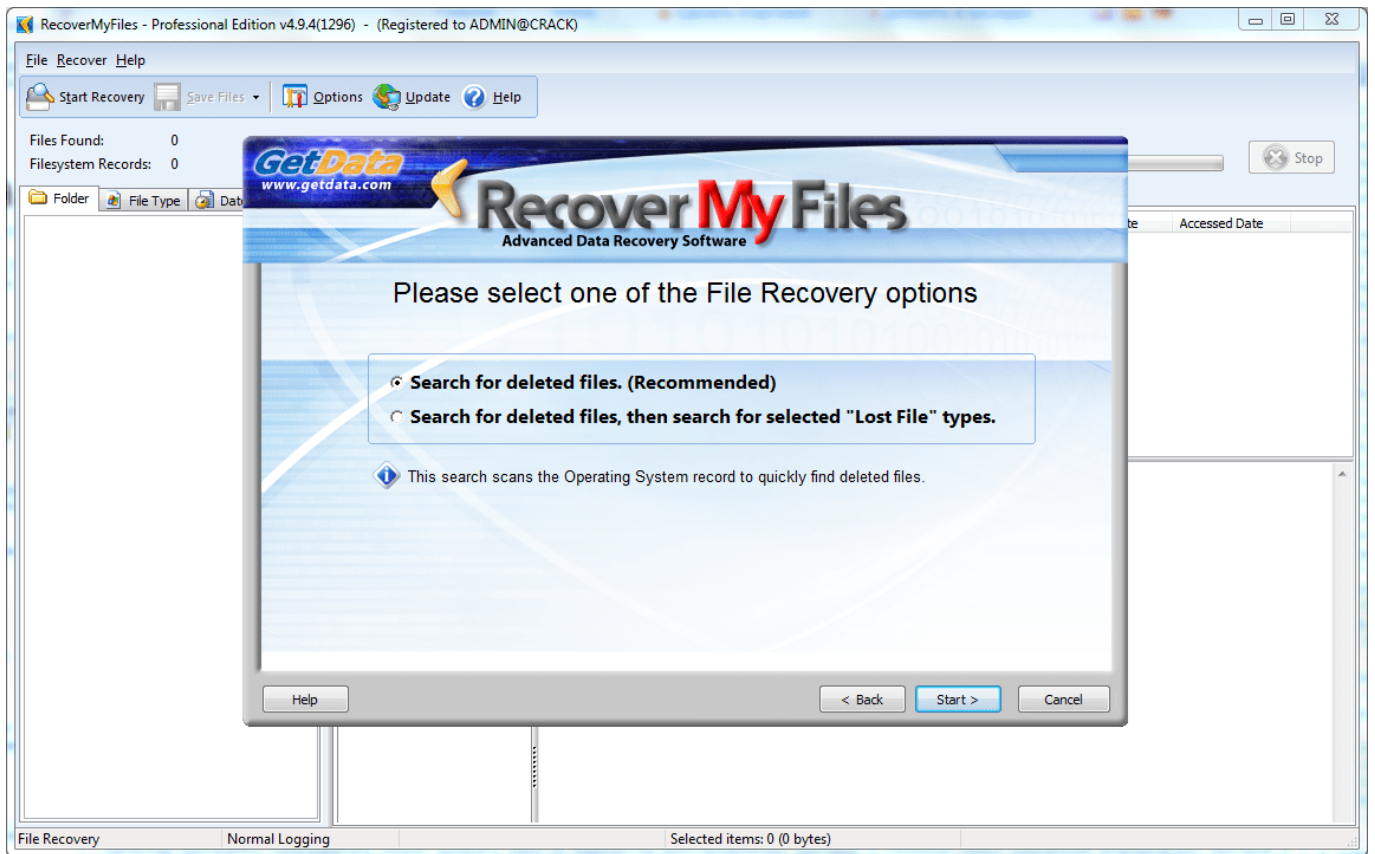 RecoverMyFiles - Professional Edition v4.9.4(1296) - (Registered to ADMIN@CRACK)
File Recover Help
Start Recovery Save Files Options Update Help
Files Found: 0
Filesystem Records: 0
Stop
Folder File Type Dat
te Accessed Date
GetData
www.getdata.com
Recover My Files
Advanced Data Recovery Software
Please select one of the File Recovery options
Search for deleted files. (Recommended)
Search for deleted files, then search for selected "Lost File" types.
This search scans the Operating System record to quickly find deleted files.
Help < Back Start > Cancel
File Recovery Normal Logging Selected items: 0 (0 bytes)